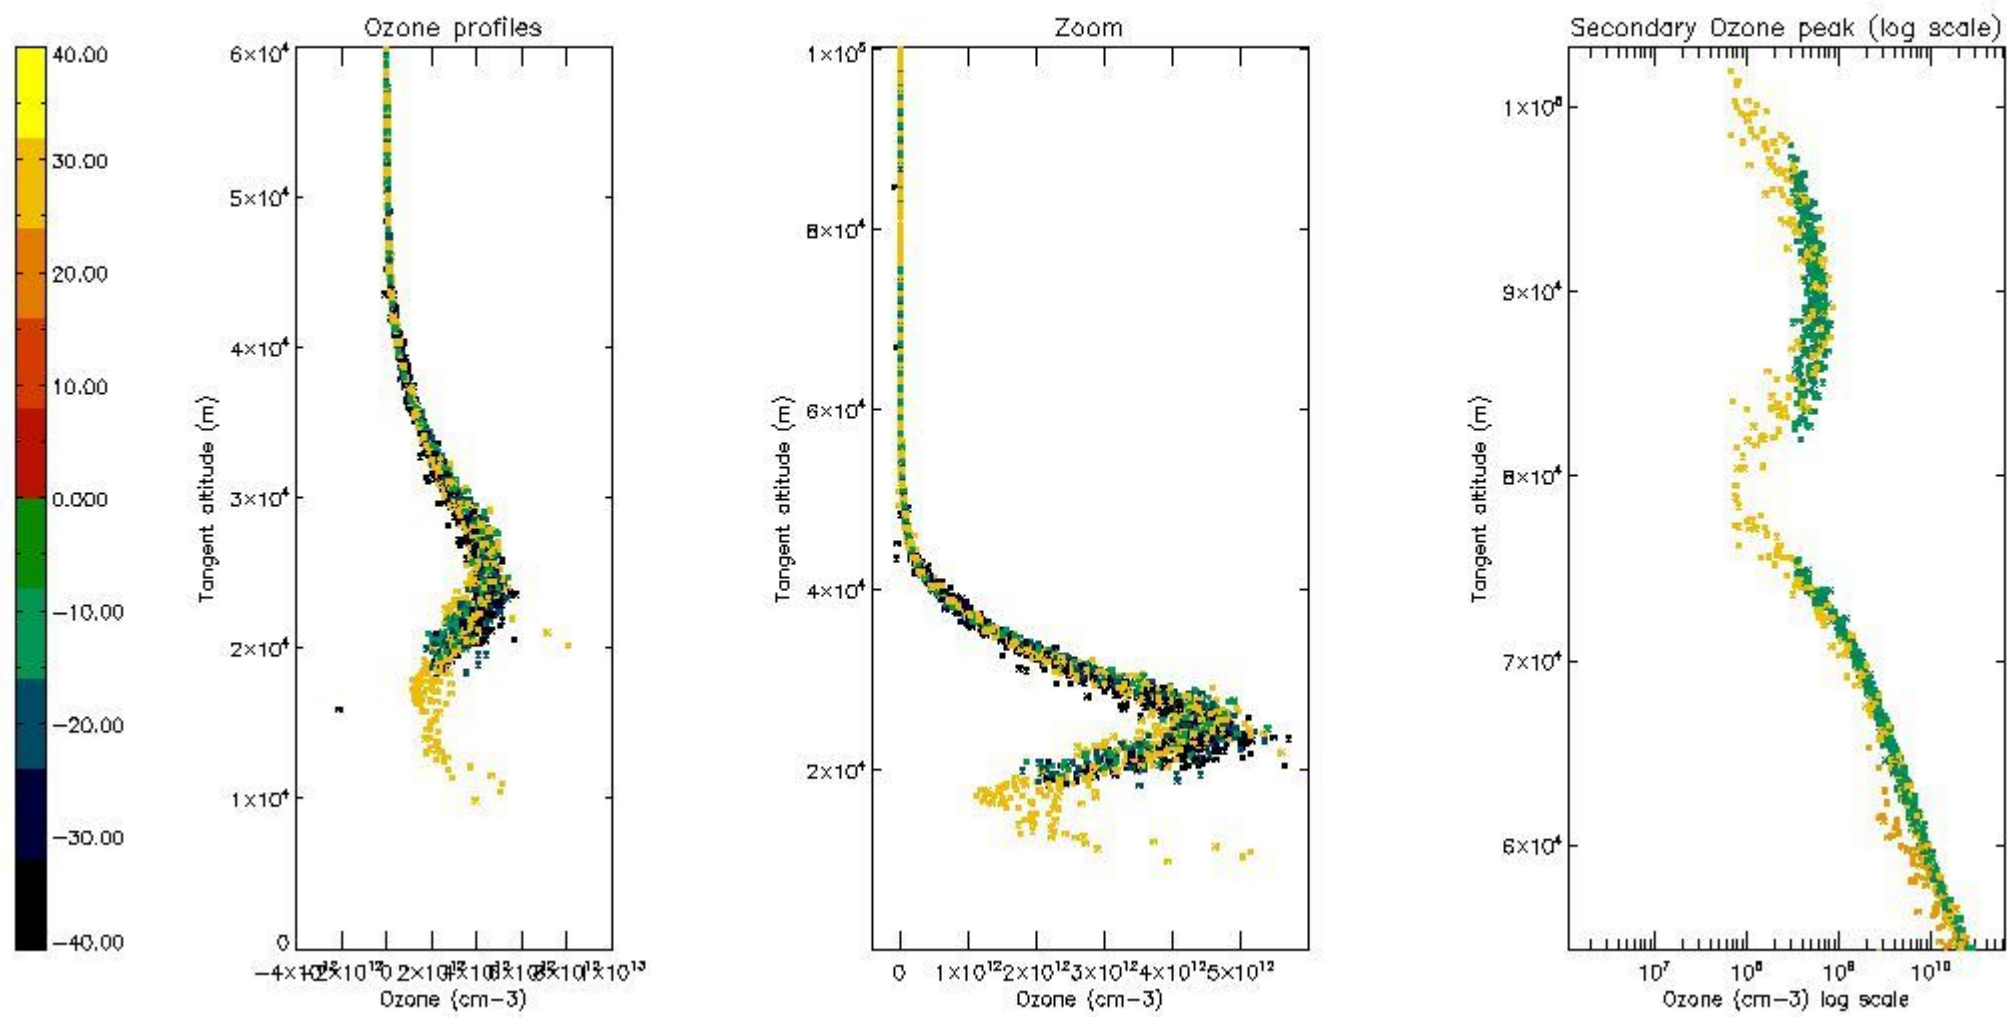 Ozone profiles
Zoom
Secondary Ozone peak (log scale)
40.00
30.00
20.00
10.00
−10.00
−20.00
−30.00
−40.00
6×10⁴
5×10⁴
4×10⁴
3×10⁴
2×10⁴
1×10⁴
0
Tangent altitude (m)
Ozone (cm−3)
1×10⁵
8×10⁴
6×10⁴
4×10⁴
2×10⁴
Tangent altitude (m)
0 1×10¹² 2×10¹² 3×10¹² 4×10¹² 5×10¹²
Ozone (cm−3)
9×10⁴
8×10⁴
7×10⁴
6×10⁴
Tangent altitude (m)
10⁷ 10⁸ 10⁹ 10¹⁰
Ozone (cm−3) log scale